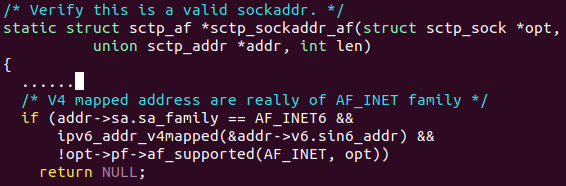 /* Verify this is a valid sockaddr. */
static struct sctp_af *sctp_sockaddr_af(struct sctp_sock *opt,
union sctp_addr *addr, int len)
{
......
/* V4 mapped address are really of AF_INET family */
if (addr->sa.sa_family == AF_INET6 &&
ipv6_addr_v4mapped(&addr->v6.sin6_addr) &&
!opt->pf->af_supported(AF_INET, opt))
return NULL;